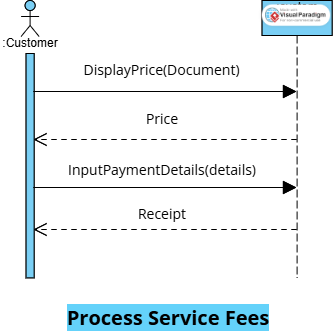 Visual Paradigm
:Customer
DisplayPrice(Document)
Price
InputPaymentDetails(details)
Receipt
Process Service Fees